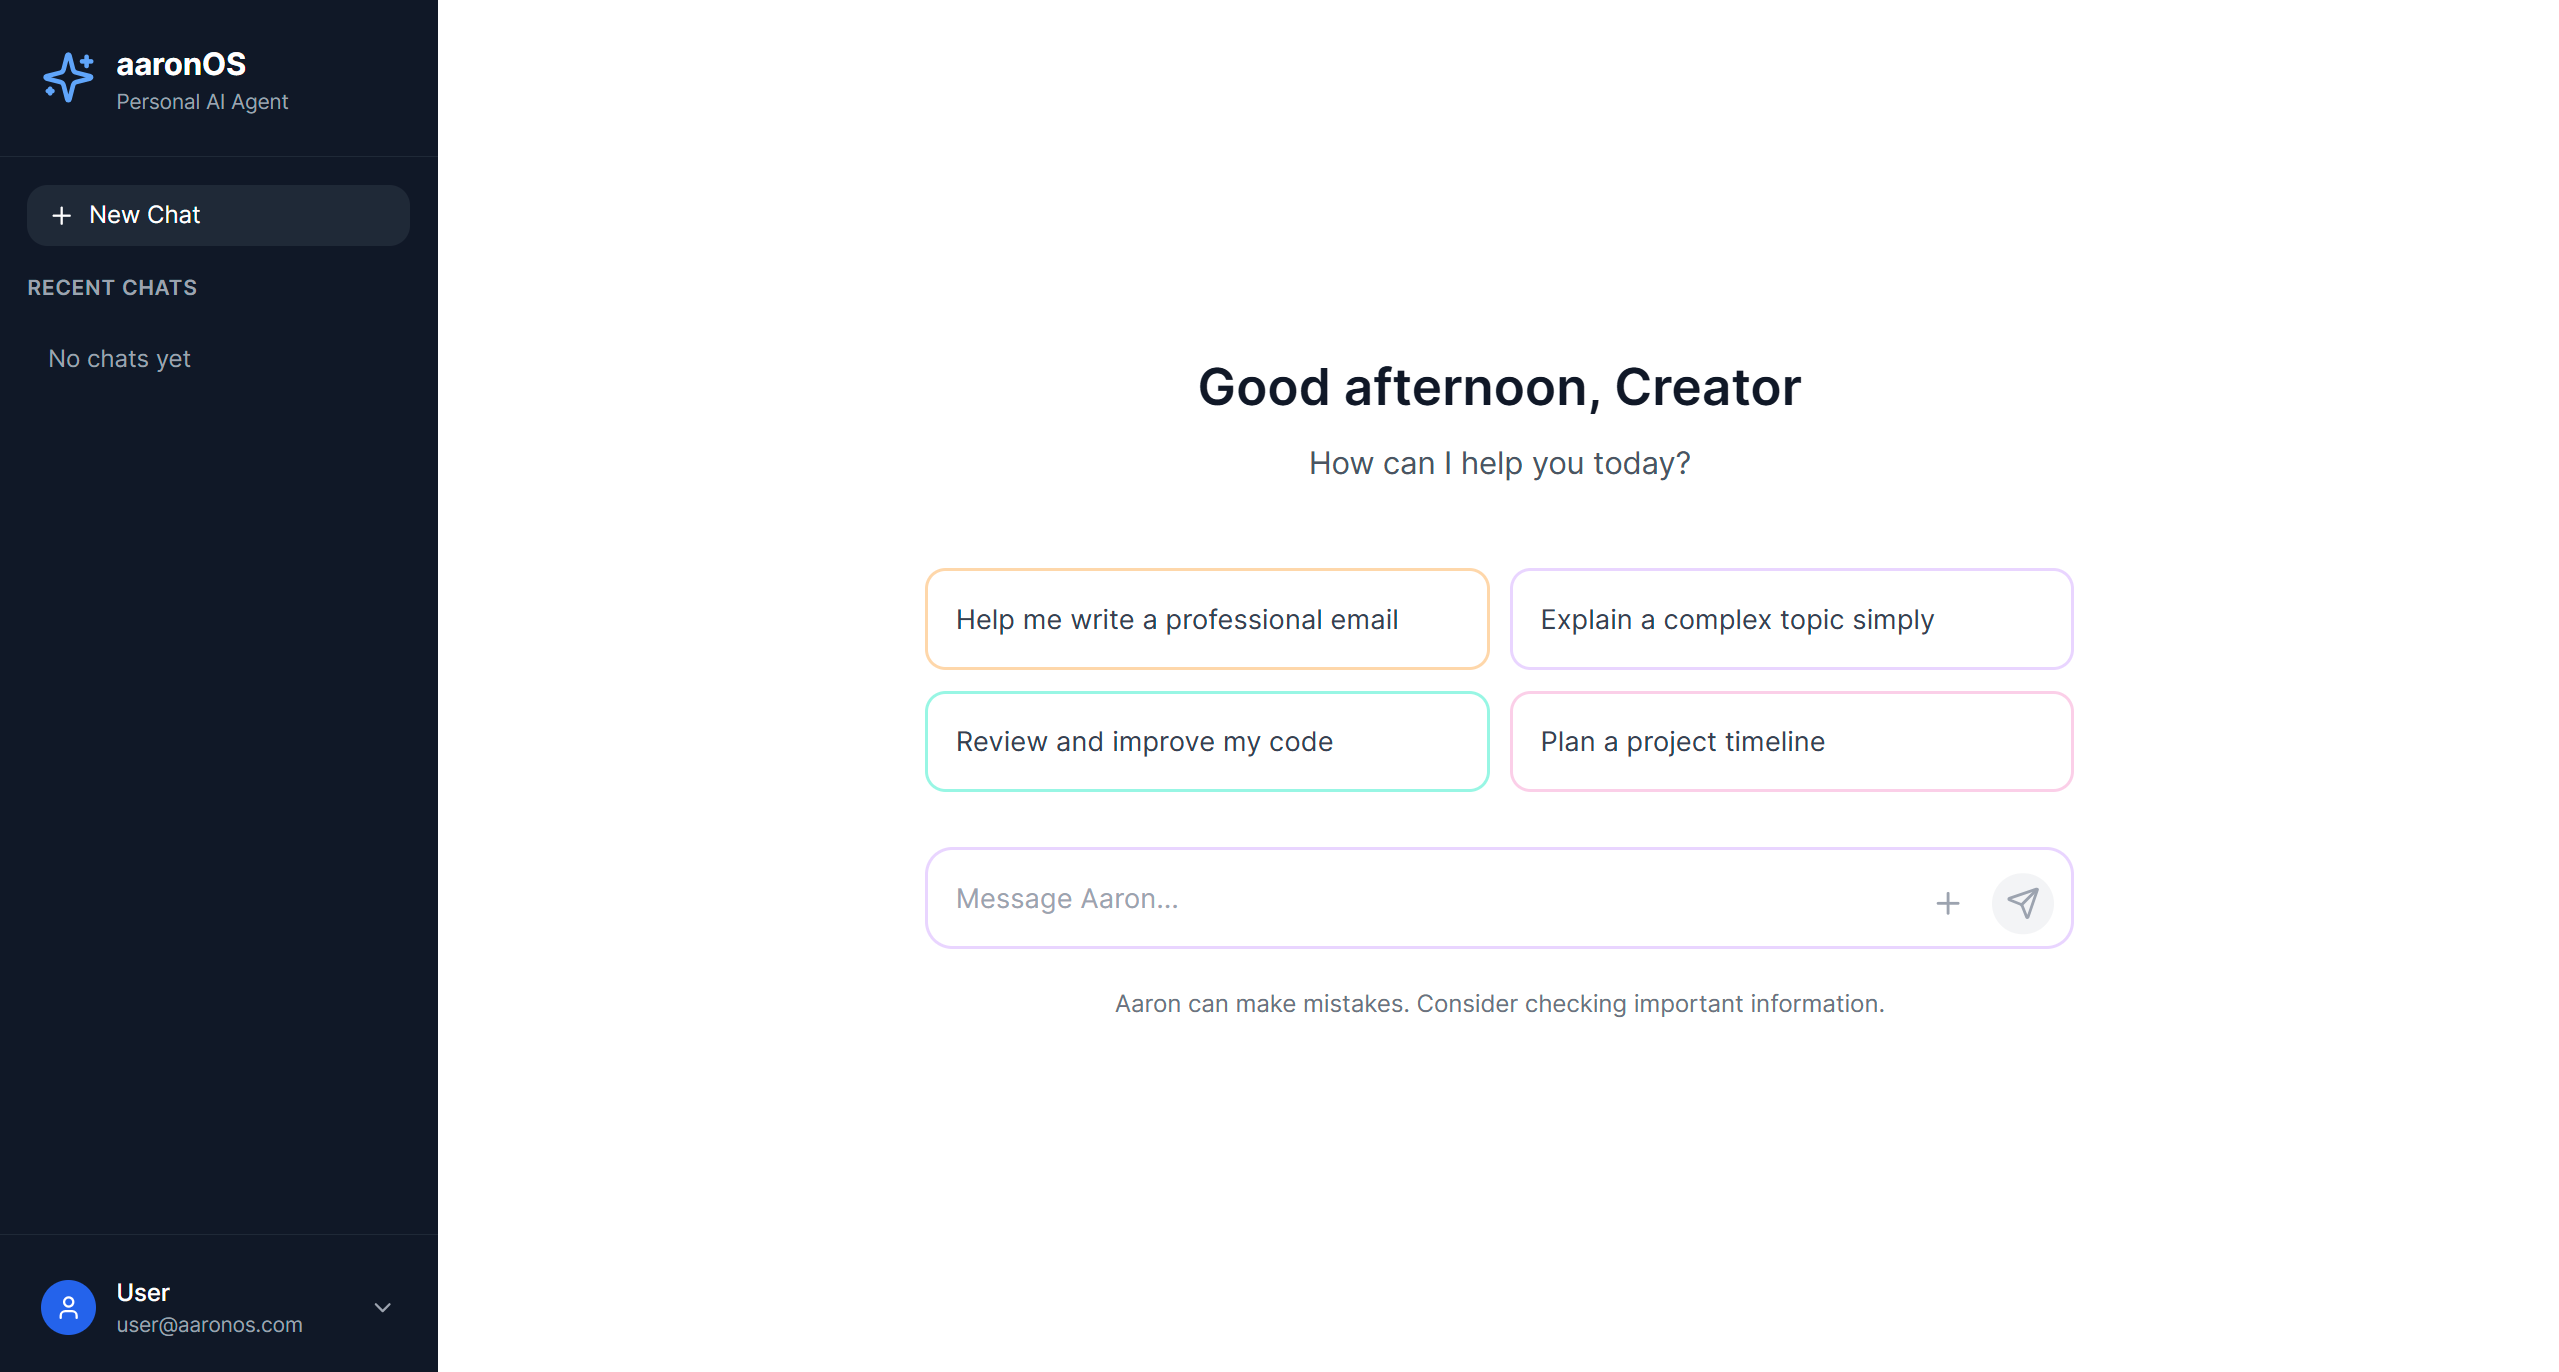 aaronOS
Personal AI Agent
New Chat
RECENT CHATS
No chats yet
Good afternoon, Creator
How can I help you today?
Help me write a professional email
Explain a complex topic simply
Review and improve my code
Plan a project timeline
Message Aaron...
Aaron can make mistakes. Consider checking important information.
User
user@aaronos.com